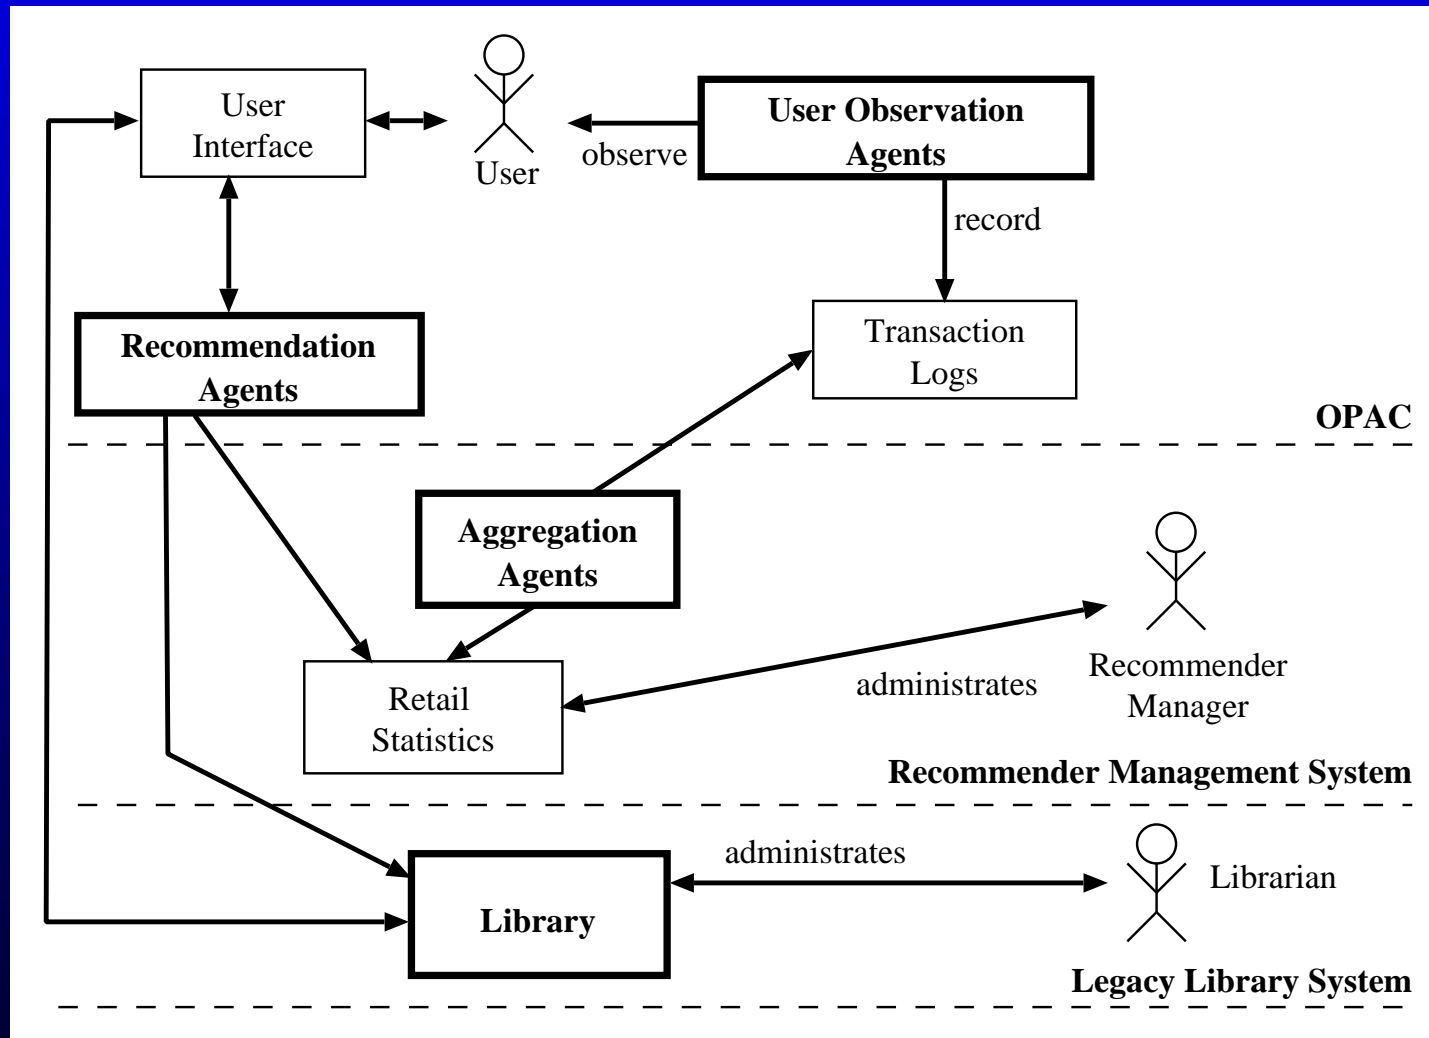 User
Interface
User
User Observation
Agents
observe
record
Recommendation
Agents
Transaction
Logs
OPAC
Aggregation
Agents
Retail
Statistics
administrates
Recommender
Manager
Recommender Management System
administrates
Librarian
Library
Legacy Library System